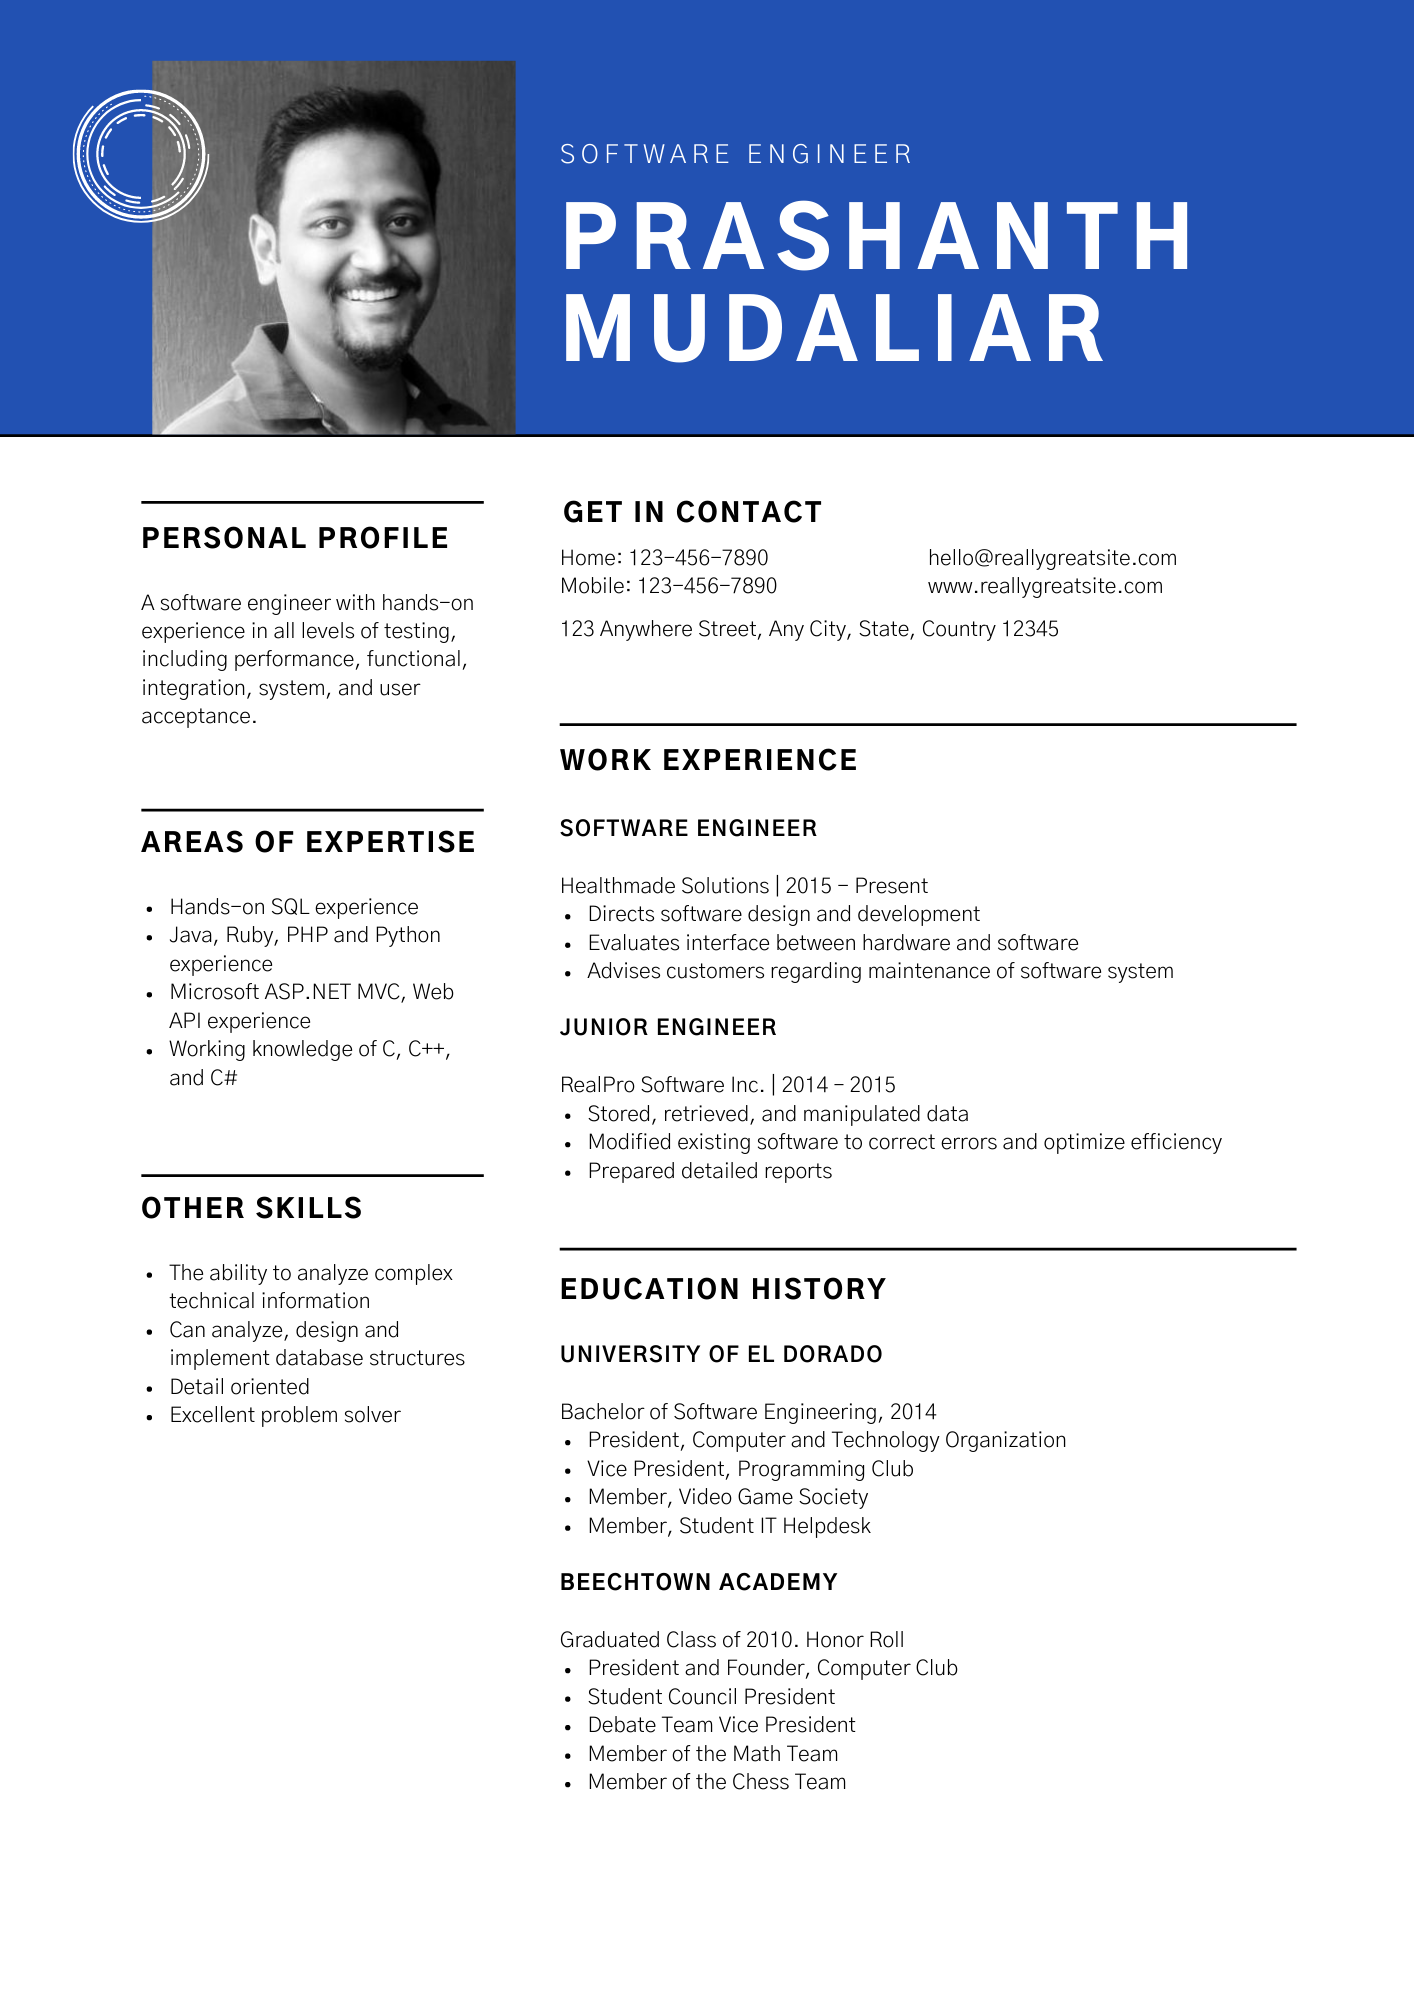 SOFTWARE ENGINEER
PRASHANTH
MUDALIAR
PERSONAL PROFILE
A software engineer with hands-on
experience in all levels of testing,
including performance, functional,
integration, system, and user
acceptance.
AREAS OF EXPERTISE
• Hands-on SQL experience
• Java, Ruby, PHP and Python
experience
• Microsoft ASP.NET MVC, Web
API experience
• Working knowledge of C, C++,
and C#
OTHER SKILLS
• The ability to analyze complex
technical information
• Can analyze, design and
implement database structures
• Detail oriented
• Excellent problem solver
GET IN CONTACT
Home: 123-456-7890
Mobile: 123-456-7890
hello@reallygreatsite.com
www.reallygreatsite.com
123 Anywhere Street, Any City, State, Country 12345
WORK EXPERIENCE
SOFTWARE ENGINEER
Healthmade Solutions | 2015 - Present
• Directs software design and development
• Evaluates interface between hardware and software
• Advises customers regarding maintenance of software system
JUNIOR ENGINEER
RealPro Software Inc. | 2014 - 2015
• Stored, retrieved, and manipulated data
• Modified existing software to correct errors and optimize efficiency
• Prepared detailed reports
EDUCATION HISTORY
UNIVERSITY OF EL DORADO
Bachelor of Software Engineering, 2014
• President, Computer and Technology Organization
• Vice President, Programming Club
• Member, Video Game Society
• Member, Student IT Helpdesk
BEECHTOWN ACADEMY
Graduated Class of 2010. Honor Roll
• President and Founder, Computer Club
• Student Council President
• Debate Team Vice President
• Member of the Math Team
• Member of the Chess Team